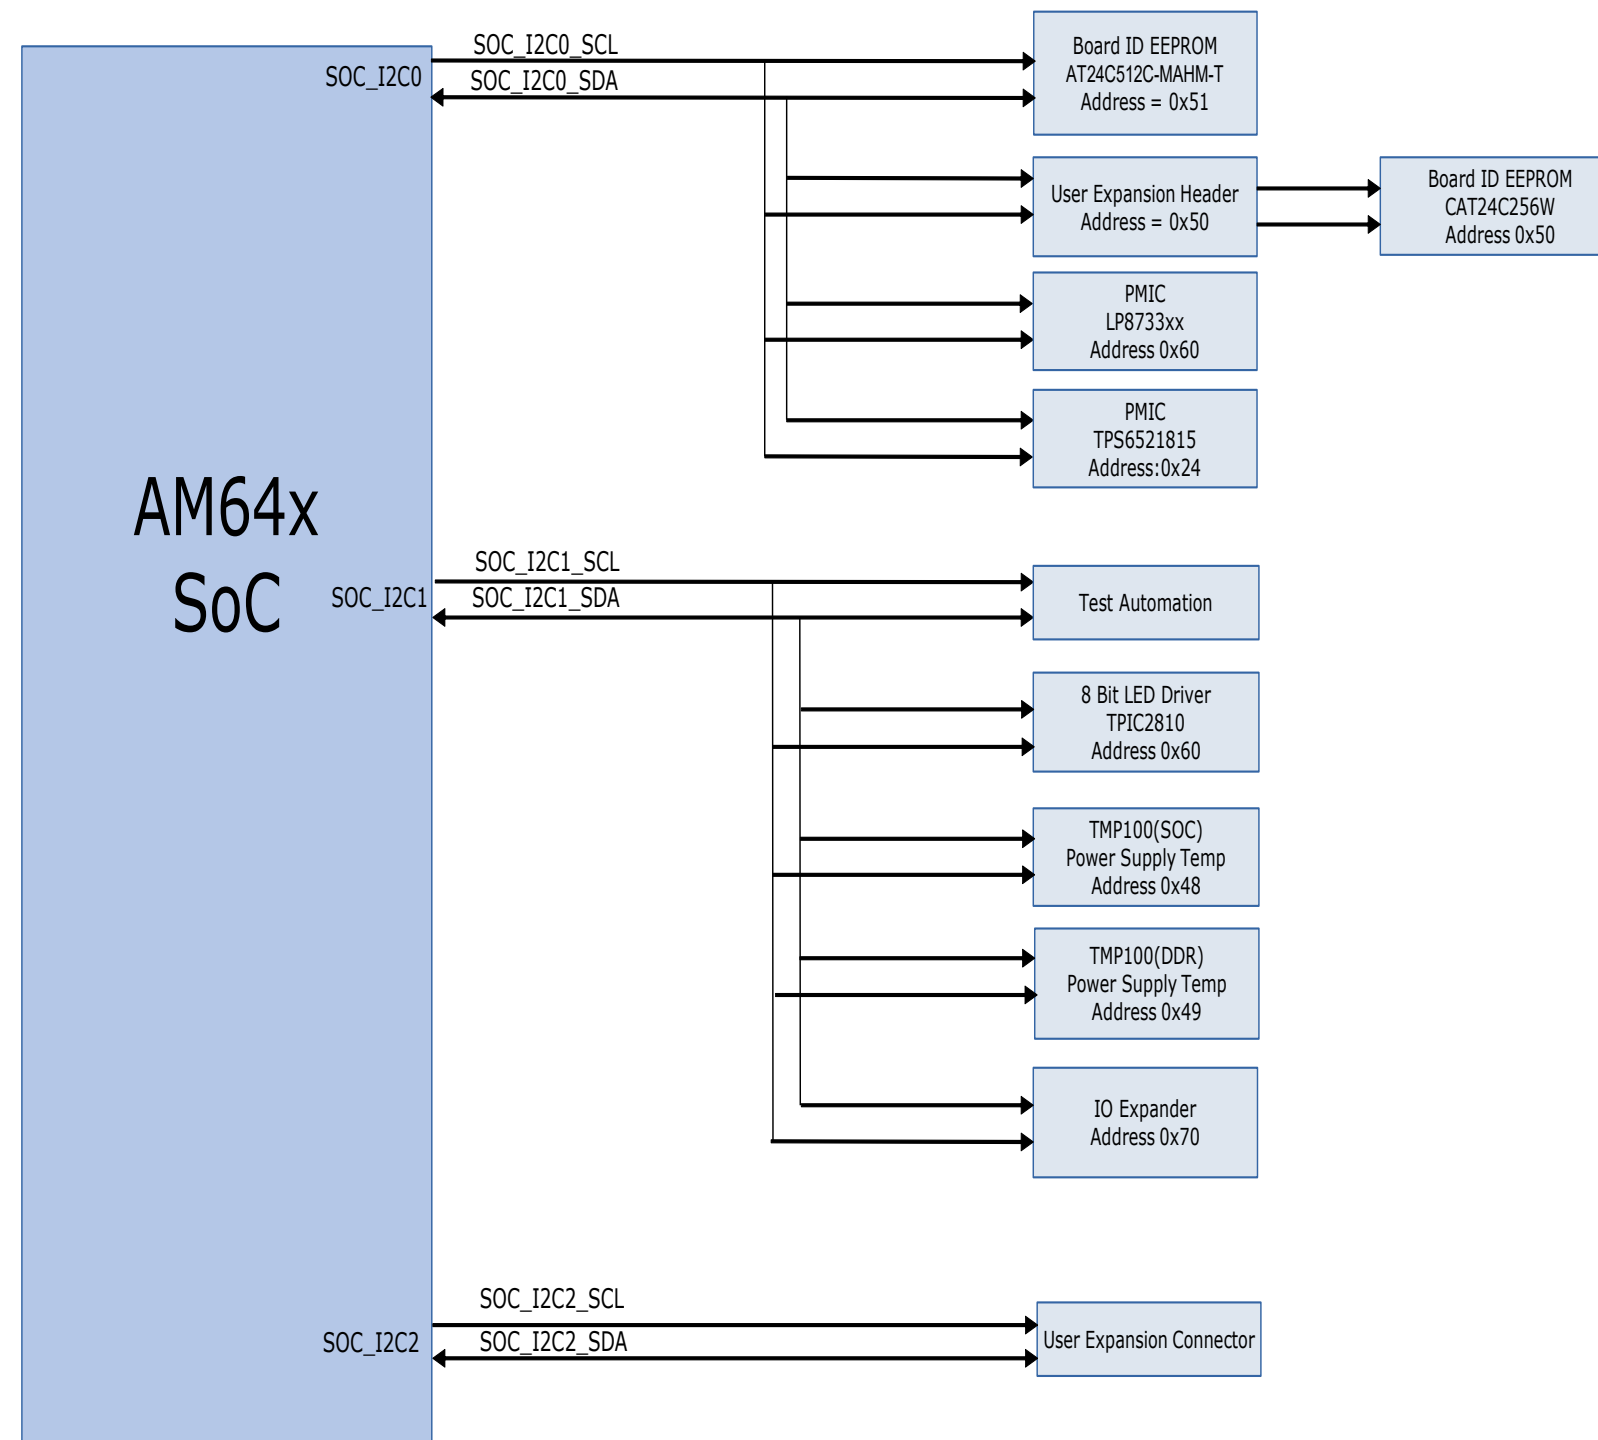 AM64x
SoC
SOC_I2C0
SOC_I2C0_SCL
SOC_I2C0_SDA
Board ID EEPROM
AT24C512C-MAHM-T
Address = 0x51
User Expansion Header
Address = 0x50
Board ID EEPROM
CAT24C256W
Address 0x50
PMIC
LP8733xx
Address 0x60
PMIC
TPS6521815
Address:0x24
SOC_I2C1
SOC_I2C1_SCL
SOC_I2C1_SDA
Test Automation
8 Bit LED Driver
TPIC2810
Address 0x60
TMP100(SOC)
Power Supply Temp
Address 0x48
TMP100(DDR)
Power Supply Temp
Address 0x49
IO Expander
Address 0x70
SOC_I2C2
SOC_I2C2_SCL
SOC_I2C2_SDA
User Expansion Connector